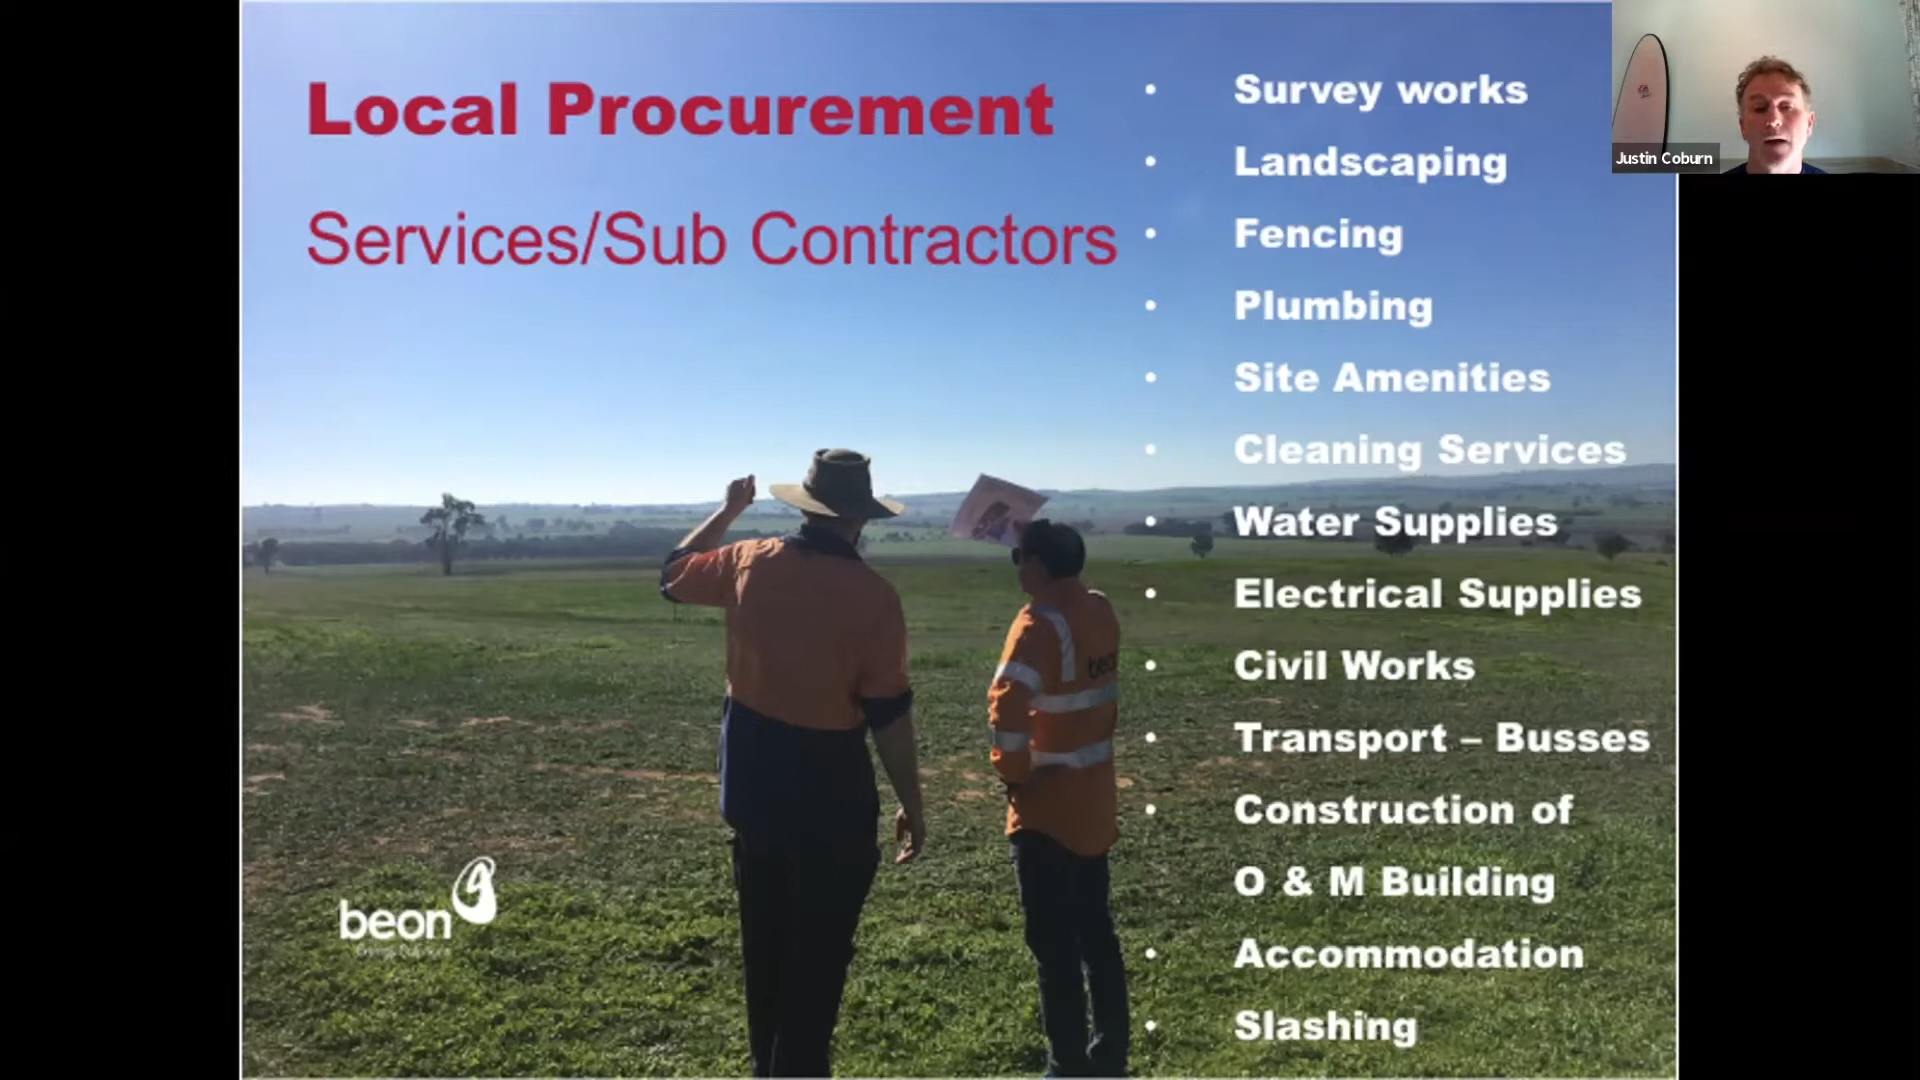 Local Procurement
Services/Sub Contractors
• Survey works
• Landscaping
• Fencing
• Plumbing
• Site Amenities
• Cleaning Services
• Water Supplies
• Electrical Supplies
• Civil Works
• Transport – Busses
• Construction of
O & M Building
• Accommodation
• Slashing
beon
Justin Coburn